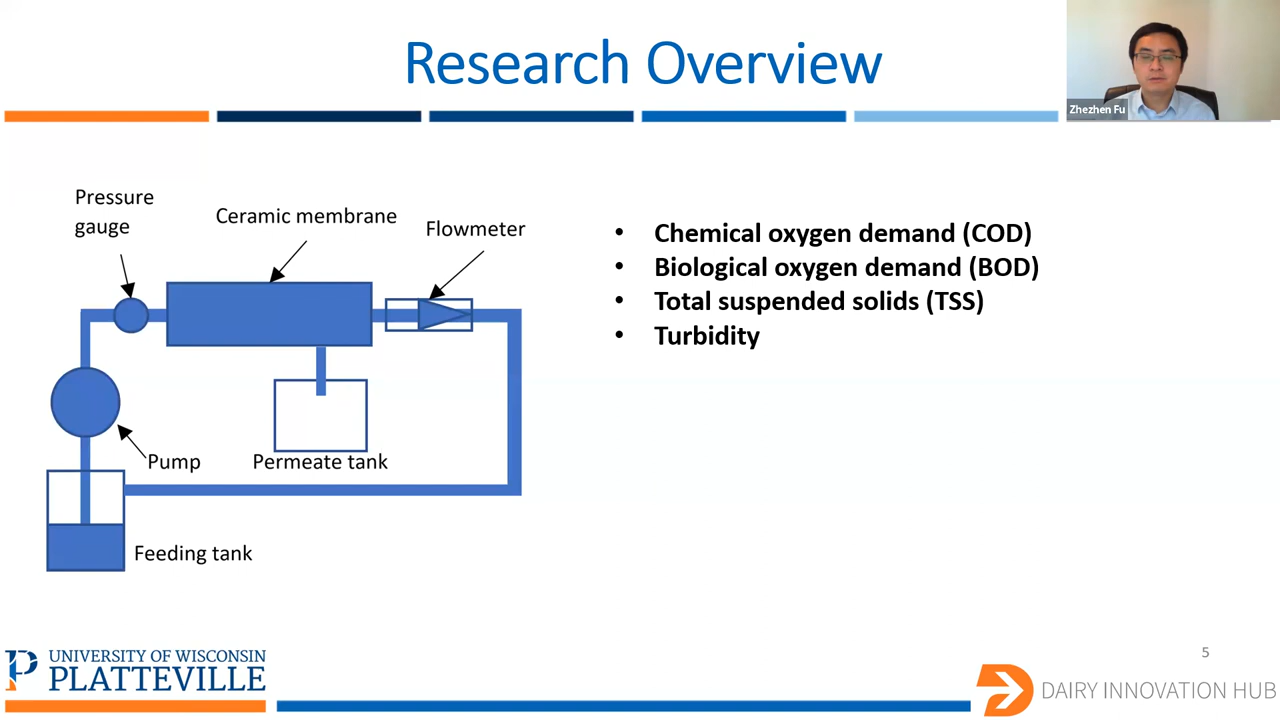 Research Overview
Zhezhen Fu
Pressure
gauge
Ceramic membrane
Flowmeter
Pump
Permeate tank
Feeding tank
• Chemical oxygen demand (COD)
• Biological oxygen demand (BOD)
• Total suspended solids (TSS)
• Turbidity
5
UNIVERSITY OF WISCONSIN
PLATTEVILLE
DAIRY INNOVATION HUB